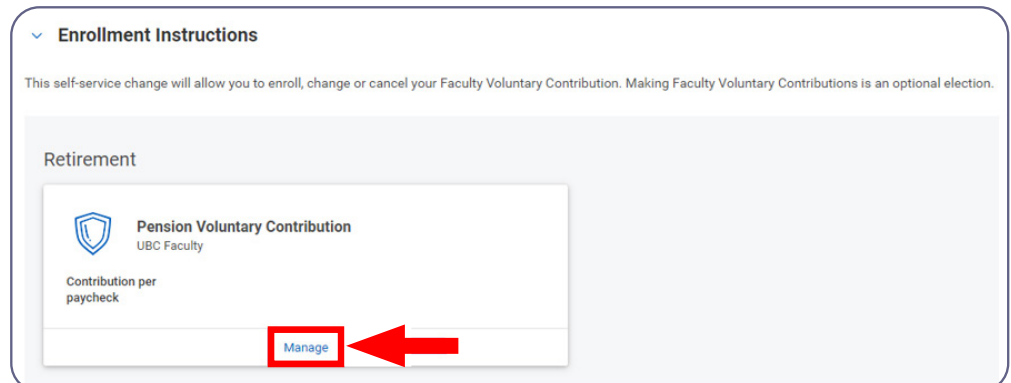 Enrollment Instructions
This self-service change will allow you to enroll, change or cancel your Faculty Voluntary Contribution. Making Faculty Voluntary Contributions is an optional election.
Retirement
Pension Voluntary Contribution
UBC Faculty
Contribution per
paycheck
Manage